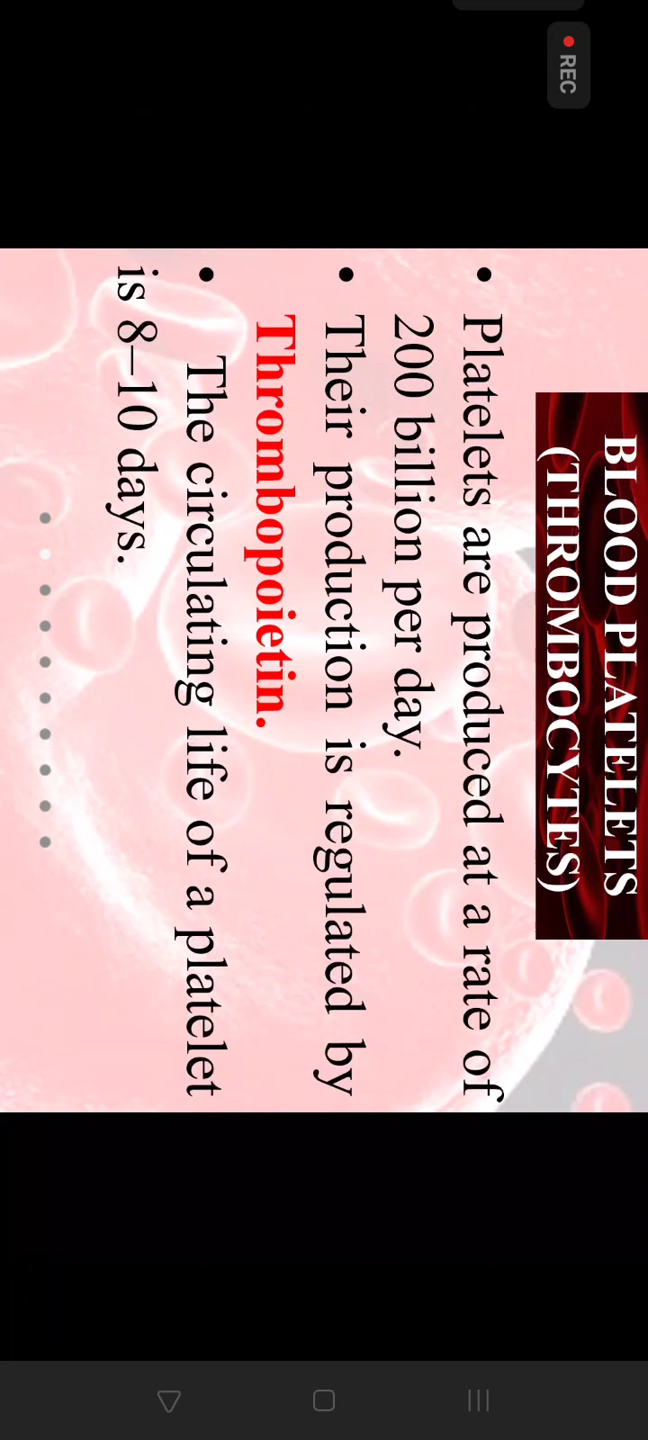 REC
BLOOD PLATELETS
(THROMBOCYTES)
• Platelets are produced at a rate of
200 billion per day.
• Their production is regulated by
Thrombopoietin.
• The circulating life of a platelet
is 8–10 days.